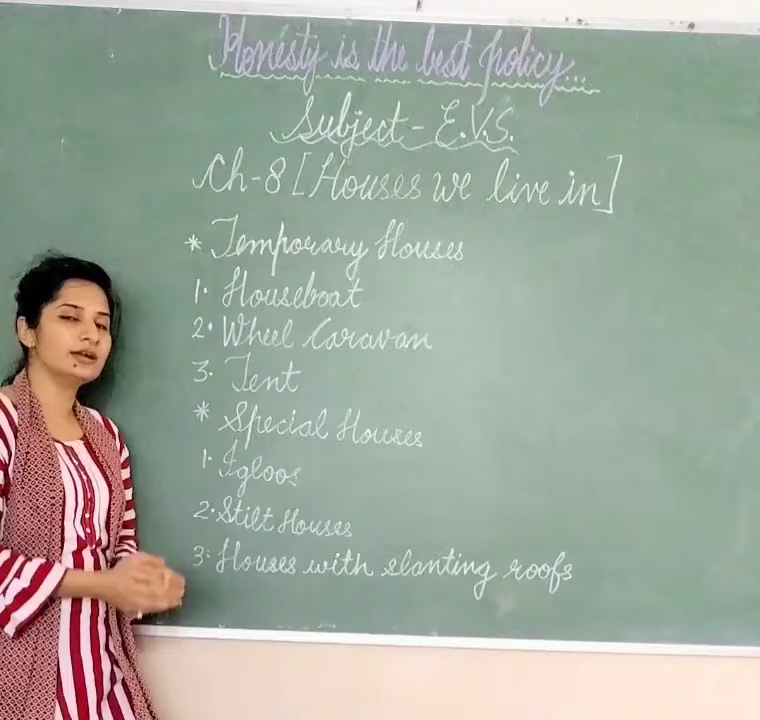 Honesty is the best policy...
Subject - E.V.S.
Ch-8 [Houses we live in]
* Temporary Houses
1. Houseboat
2. Wheel Caravan
3. Tent
* Special Houses
1. Igloos
2. Stilt Houses
3. Houses with slanting roofs